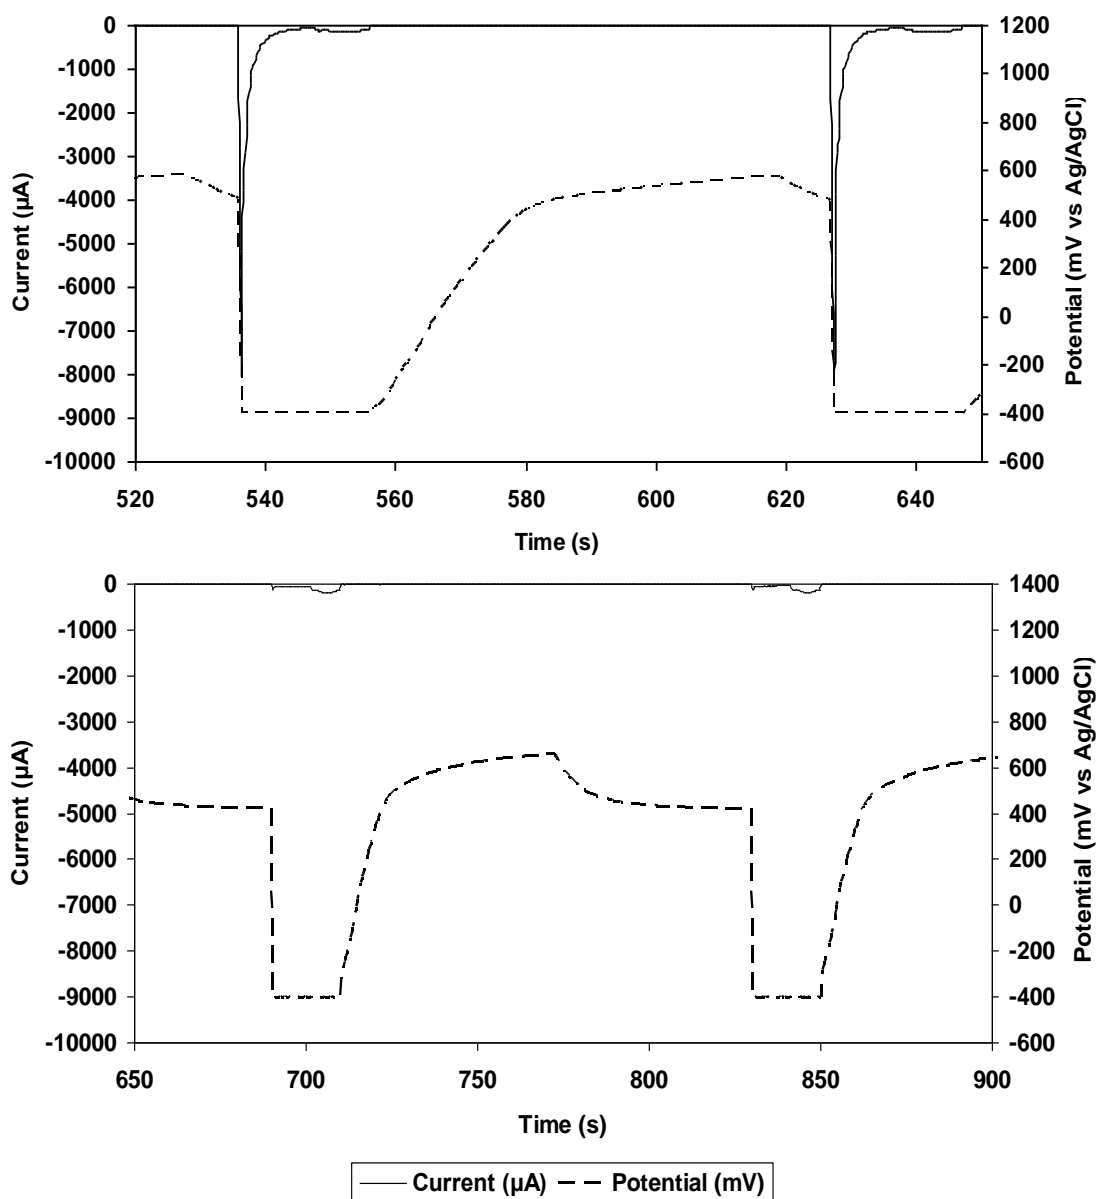 0 1200
-1000 1000
-2000 800
-3000 600
-4000 400
-5000 200
-6000 0
-7000 -200
-8000 -400
-9000 -600
-10000
Current (µA)
Potential (mV vs Ag/AgCl)
520 540 560 580 600 620 640
Time (s)
0 1400
-1000 1200
-2000 1000
-3000 800
-4000 600
-5000 400
-6000 200
-7000 0
-8000 -200
-9000 -400
-10000 -600
Current (µA)
Potential (mV vs Ag/AgCl)
650 700 750 800 850 900
Time (s)
Current (µA) Potential (mV)